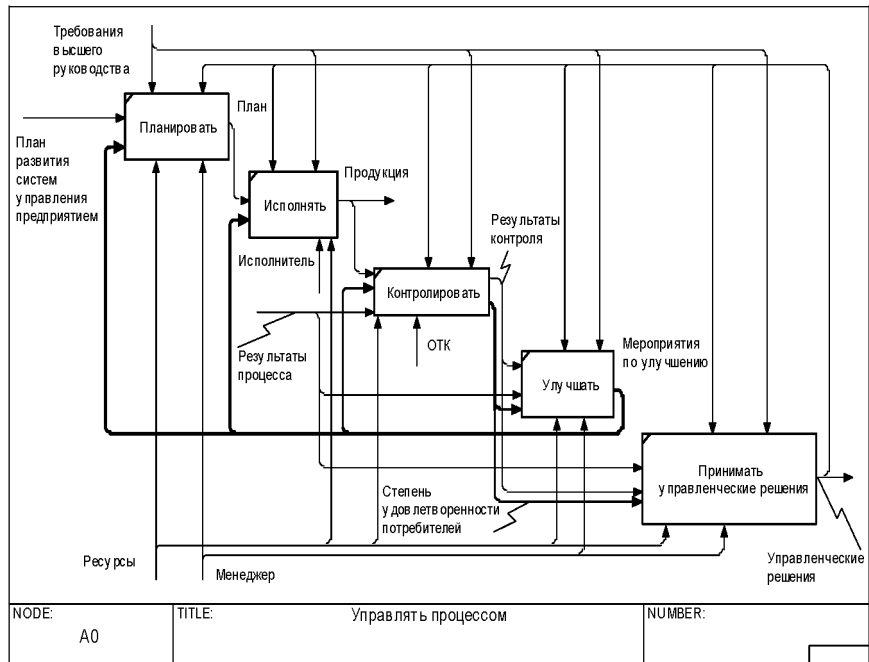 Требования
высшего
руководства
План
Планировать
План
развития
систем
управления
предприятием
Продукция
Исполнять
Результаты
контроля
Исполнитель
Контролировать
Результаты
процесса
ОТК
Мероприятия
по улучшению
Улучшать
Принимать
управленческие решения
Степень
удовлетворенности
потребителей
Ресурсы
Менеджер
Управленческие
решения
NODE:
TITLE:
Управлять процессом
NUMBER:
A0